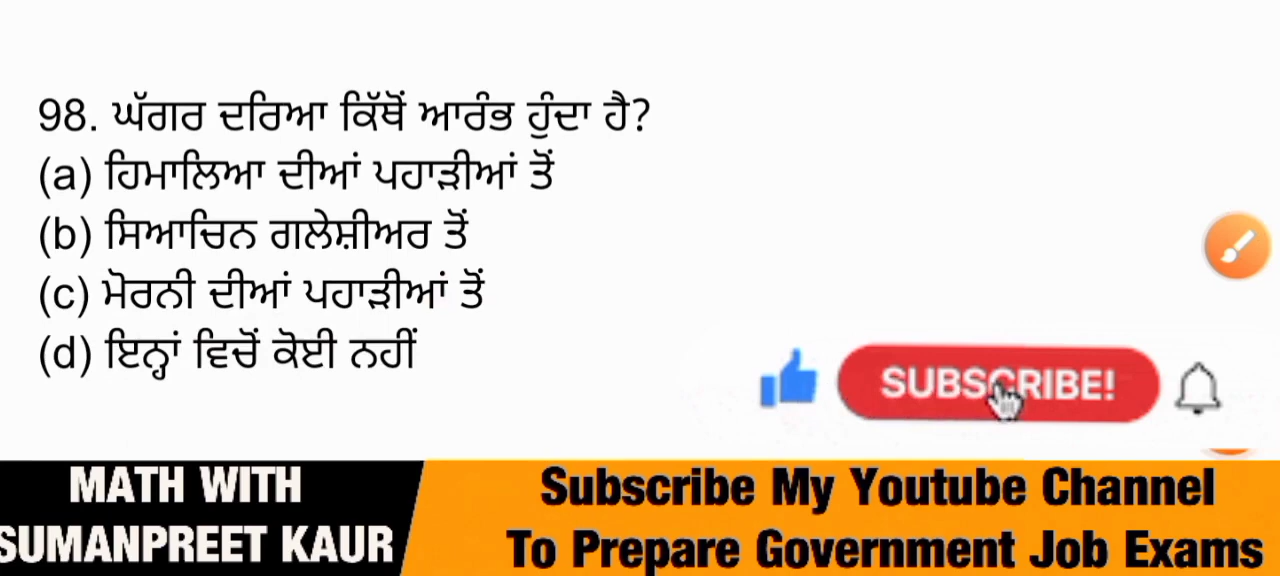 98. ਘੱਗਰ ਦਰਿਆ ਕਿੱਥੋਂ ਆਰੰਭ ਹੁੰਦਾ ਹੈ?
(a) ਹਿਮਾਲਿਆ ਦੀਆਂ ਪਹਾੜੀਆਂ ਤੋਂ
(b) ਸਿਆਚਿਨ ਗਲੇਸ਼ੀਅਰ ਤੋਂ
(c) ਮੋਰਨੀ ਦੀਆਂ ਪਹਾੜੀਆਂ ਤੋਂ
(d) ਇਨ੍ਹਾਂ ਵਿਚੋਂ ਕੋਈ ਨਹੀਂ
SUBSCRIBE!
MATH WITH
SUMANPREET KAUR
Subscribe My Youtube Channel
To Prepare Government Job Exams